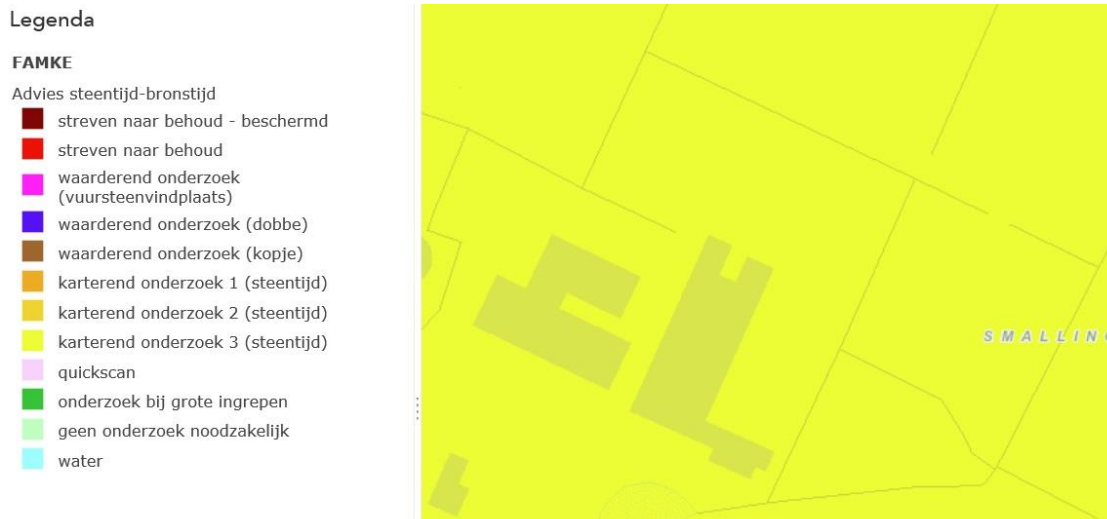 Legenda
FAMKE
Advies steentijd-bronstijd
streven naar behoud - beschermd
streven naar behoud
waarderend onderzoek
(vuursteenvindplaats)
waarderend onderzoek (dobbe)
waarderend onderzoek (kopje)
karterend onderzoek 1 (steentijd)
karterend onderzoek 2 (steentijd)
karterend onderzoek 3 (steentijd)
quickscan
onderzoek bij grote ingrepen
geen onderzoek noodzakelijk
water